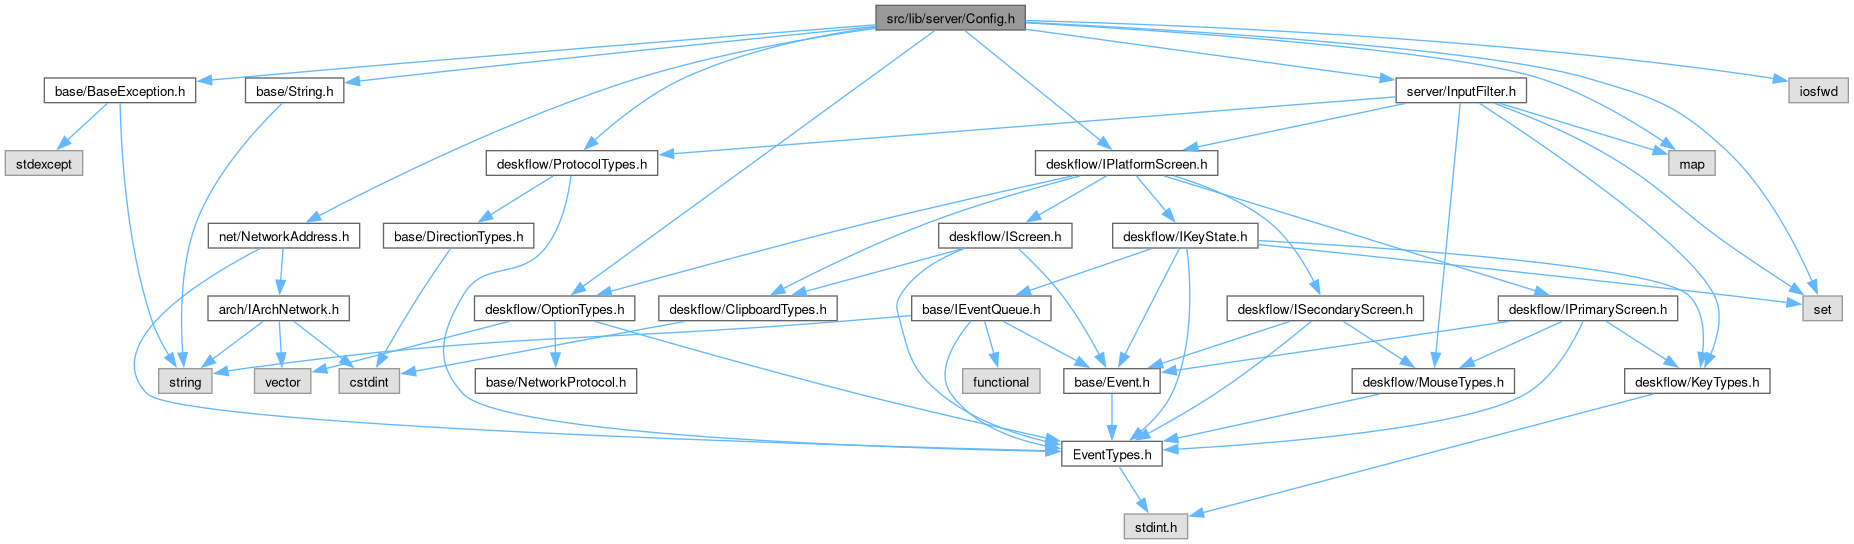 src/lib/server/Config.h
base/BaseException.h
base/String.h
server/InputFilter.h
iosfwd
stdexcept
deskflow/ProtocolTypes.h
deskflow/IPlatformScreen.h
map
net/NetworkAddress.h
base/DirectionTypes.h
deskflow/IScreen.h
deskflow/IKeyState.h
arch/IArchNetwork.h
deskflow/OptionTypes.h
deskflow/ClipboardTypes.h
base/IEventQueue.h
deskflow/ISecondaryScreen.h
deskflow/IPrimaryScreen.h
set
string
vector
cstdint
base/NetworkProtocol.h
functional
base/Event.h
deskflow/MouseTypes.h
deskflow/KeyTypes.h
EventTypes.h
stdint.h